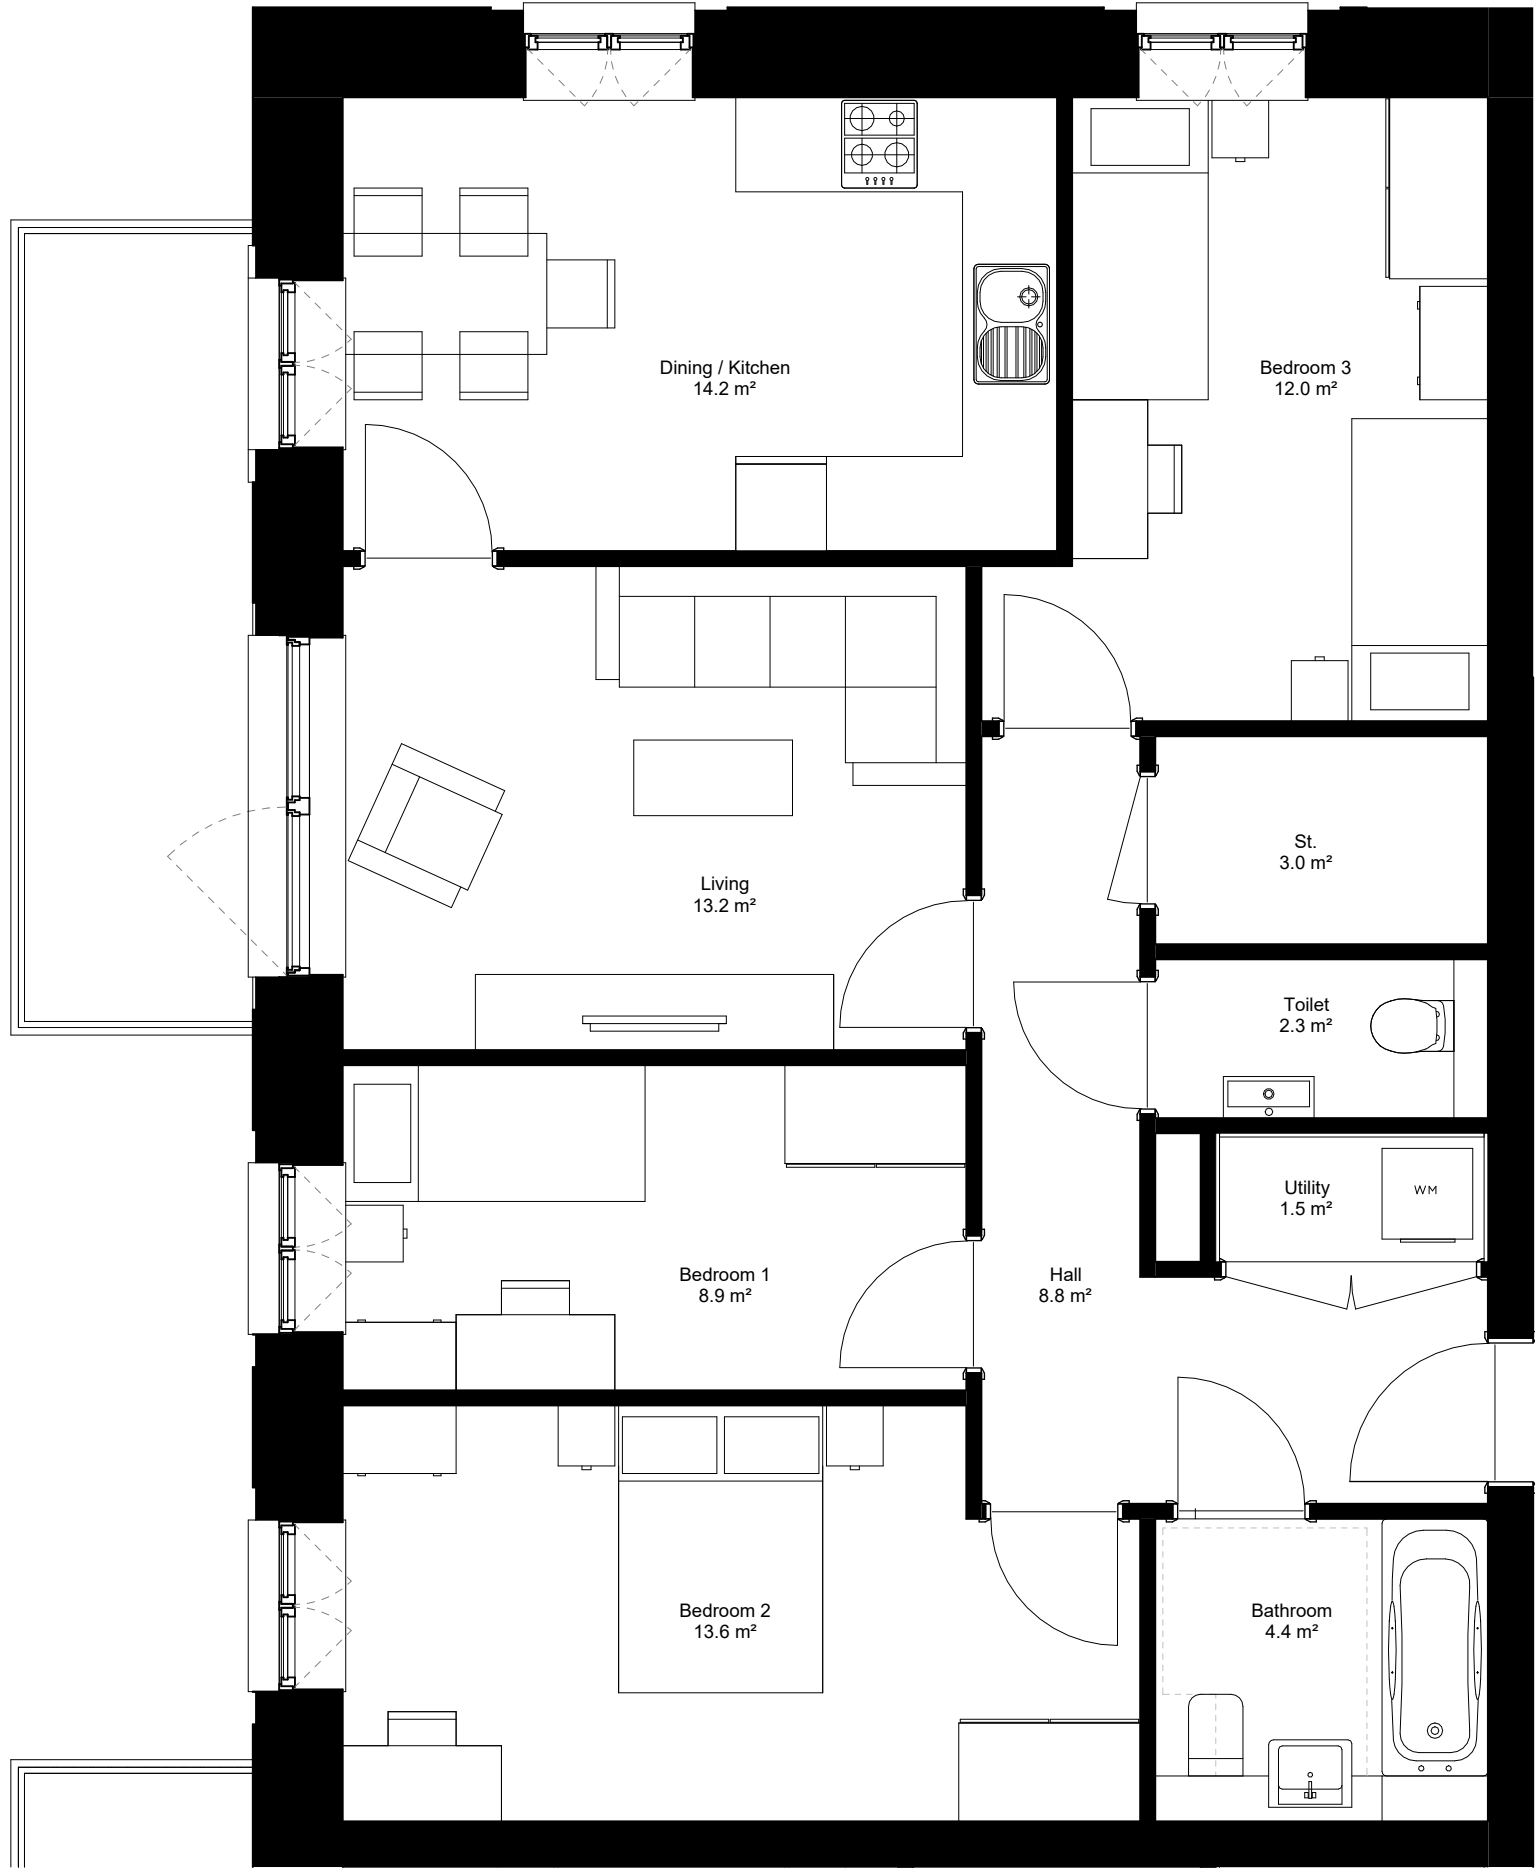 Dining / Kitchen
14.2 m²
Bedroom 3
12.0 m²
St.
3.0 m²
Living
13.2 m²
Toilet
2.3 m²
Utility
1.5 m²
WM
Bedroom 1
8.9 m²
Hall
8.8 m²
Bedroom 2
13.6 m²
Bathroom
4.4 m²